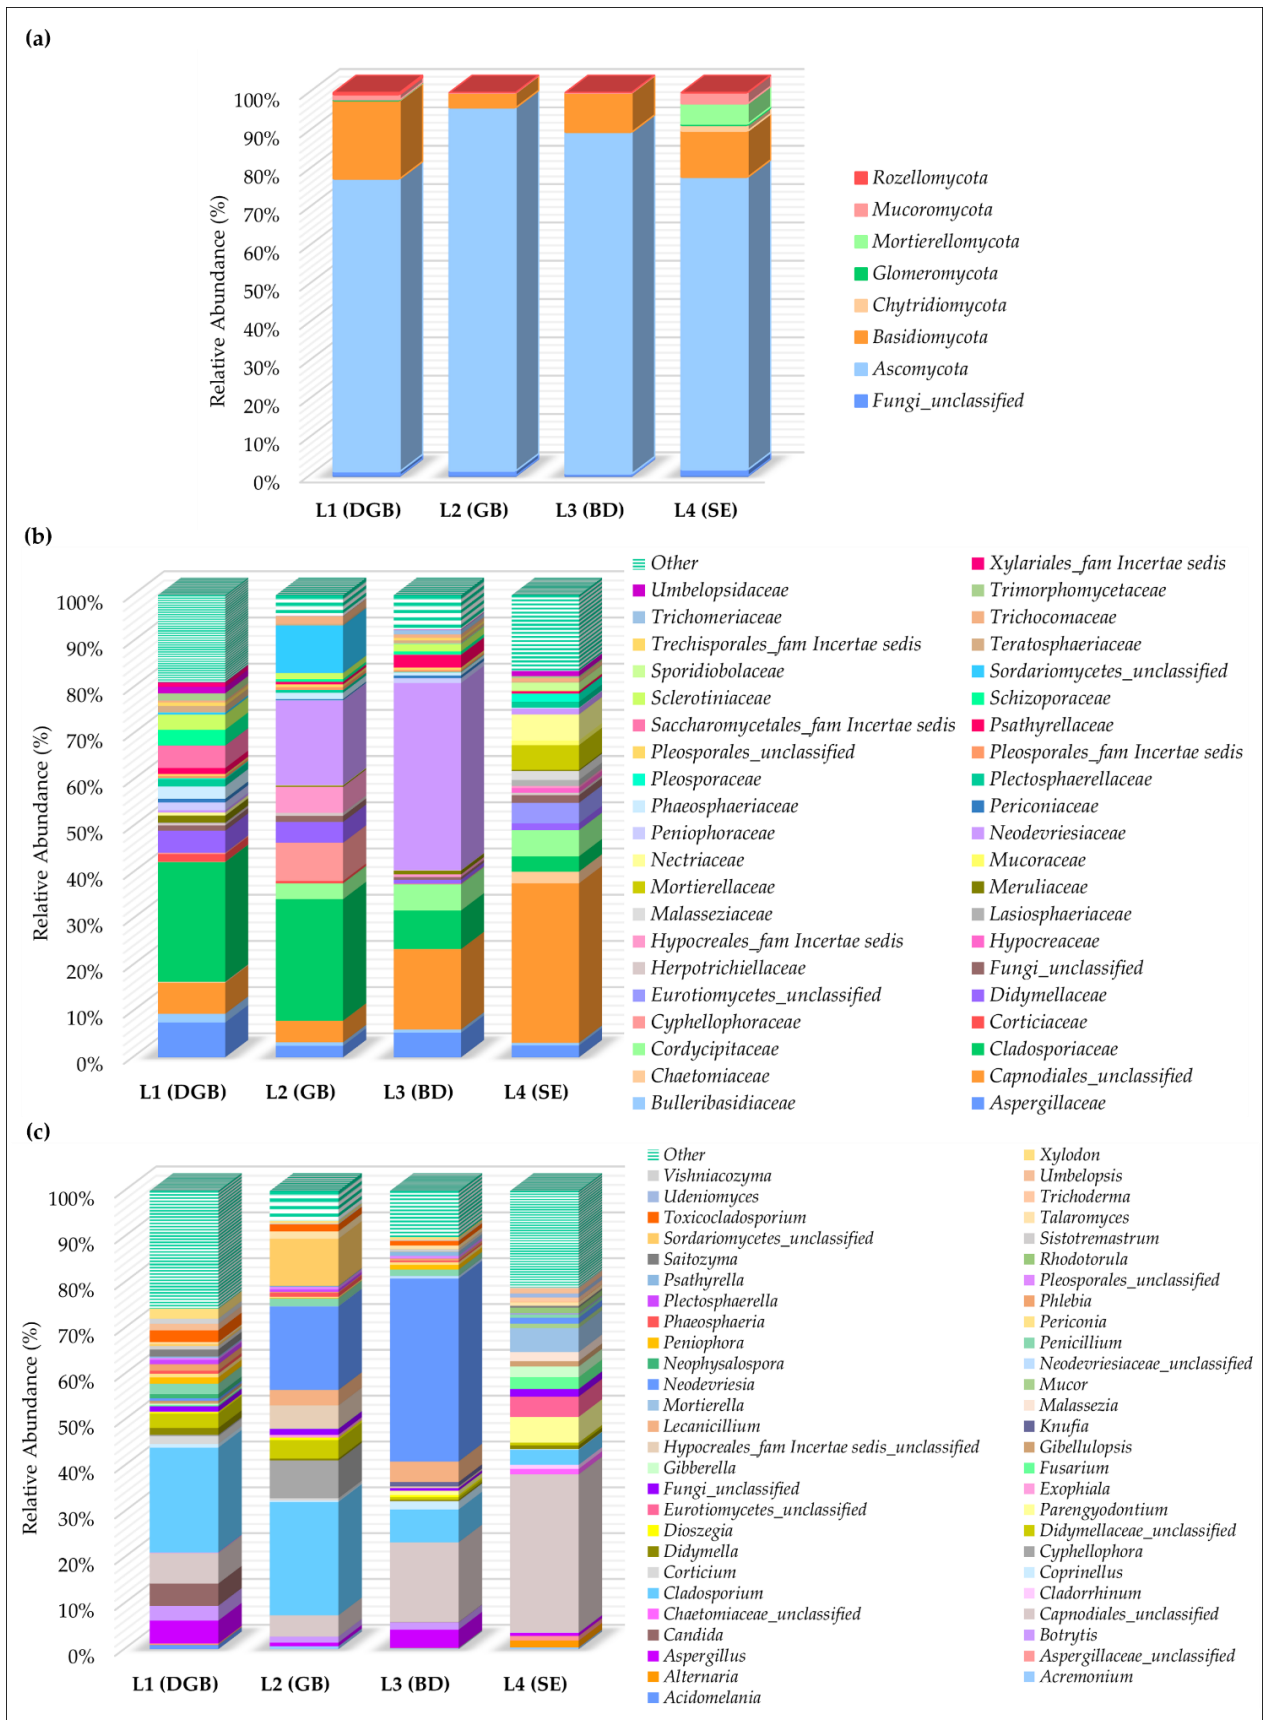 (a)
100%
90%
80%
70%
60%
50%
40%
30%
20%
10%
0%
Relative Abundance (%)
L1 (DGB) L2 (GB) L3 (BD) L4 (SE)
Rozellomycota
Mucoromycota
Mortierellomycota
Glomeromycota
Chytridiomycota
Basidiomycota
Ascomycota
Fungi_unclassified
(b)
100%
90%
80%
70%
60%
50%
40%
30%
20%
10%
0%
Relative Abundance (%)
L1 (DGB) L2 (GB) L3 (BD) L4 (SE)
Other Xylariales_fam Incertae sedis
Umbelopsidaceae Trimorphomycetaceae
Trichomeriaceae Trichocomaceae
Trechisporales_fam Incertae sedis Teratosphaeriaceae
Sporidiobolaceae Sordariomycetes_unclassified
Sclerotiniaceae Schizoporaceae
Saccharomycetales_fam Incertae sedis Psathyrellaceae
Pleosporales_unclassified Pleosporales_fam Incertae sedis
Pleosporaceae Plectosphaerellaceae
Phaeosphaeriaceae Periconiaceae
Peniophoraceae Neodevriesiaceae
Nectriaceae Mucoraceae
Mortierellaceae Meruliaceae
Malasseziaceae Lasiosphaeriaceae
Hypocreales_fam Incertae sedis Hypocreaceae
Herpotrichiellaceae Fungi_unclassified
Eurotiomycetes_unclassified Didymellaceae
Cyphellophoraceae Corticiaceae
Cordycipitaceae Cladosporiaceae
Chaetomiaceae Capnodiales_unclassified
Bulleribasidiaceae Aspergillaceae
(c)
100%
90%
80%
70%
60%
50%
40%
30%
20%
10%
0%
Relative Abundance (%)
L1 (DGB) L2 (GB) L3 (BD) L4 (SE)
Other Xylodon
Vishniacozyma Umbelopsis
Udeniomyces Trichoderma
Toxicocladosporium Talaromyces
Sordariomycetes_unclassified Sistotremastrum
Saitozyma Rhodotorula
Psathyrella Pleosporales_unclassified
Plectosphaerella Phlebia
Phaeosphaeria Periconia
Peniophora Penicillium
Neophysalospora Neodevriesiaceae_unclassified
Neodevriesia Mucor
Mortierella Malassezia
Lecanicillium Knufia
Hypocreales_fam Incertae sedis_unclassified Gibellulopsis
Gibberella Fusarium
Fungi_unclassified Exophiala
Eurotiomycetes_unclassified Parengyodontium
Dioszegia Didymellaceae_unclassified
Didymella Cyphellophora
Corticium Coprinellus
Cladosporium Cladorrhinum
Chaetomiaceae_unclassified Capnodiales_unclassified
Candida Botrytis
Aspergillus Aspergillaceae_unclassified
Alternaria Acremonium
Acidomelania